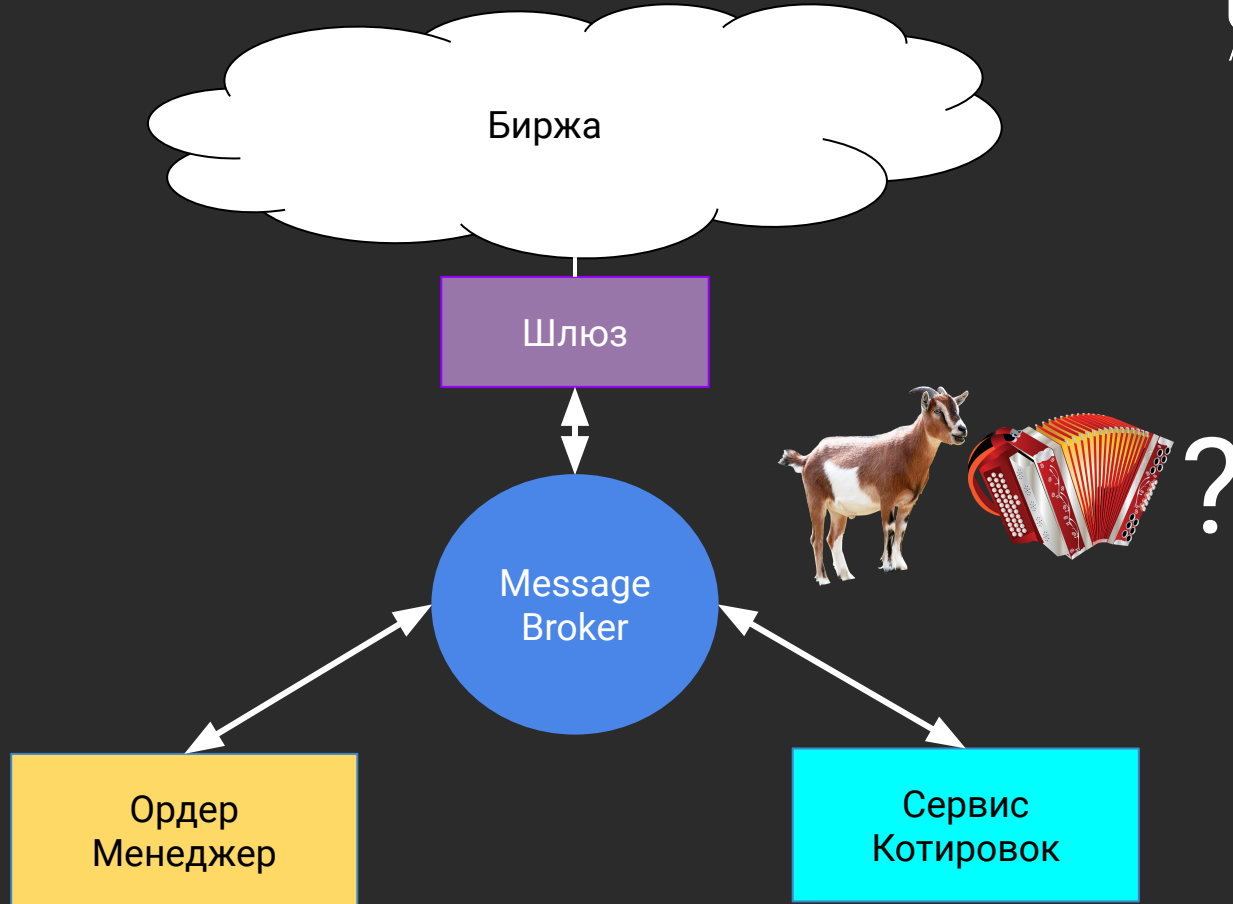 Биржа
Шлюз
?
Message
Broker
Ордер
Менеджер
Сервис
Котировок